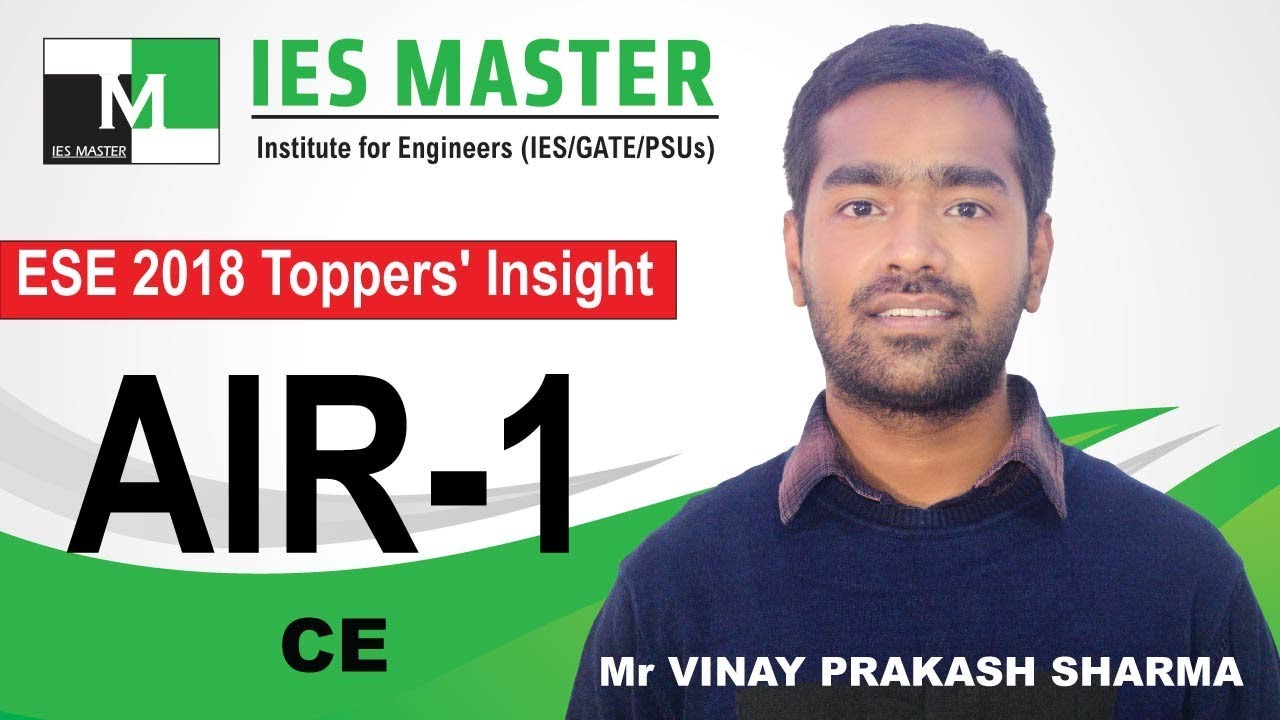 M
IES MASTER
IES MASTER
Institute for Engineers (IES/GATE/PSUs)
ESE 2018 Toppers' Insight
AIR-1
CE
Mr VINAY PRAKASH SHARMA